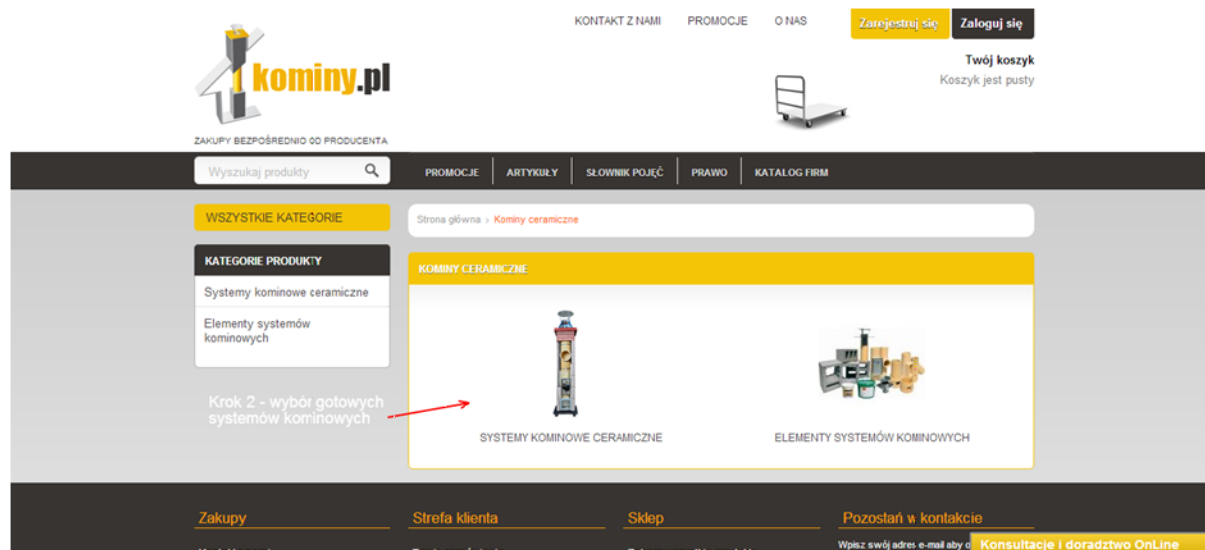 KONTAKT Z NAMI PROMOCJE O NAS Zarejestruj się Zaloguj się
kominy.pl
Twój koszyk
Koszyk jest pusty
ZAKUPY BEZPOŚREDNIO OD PRODUCENTA
Wyszukaj produkty PROMOCJE ARTYKUŁY SŁOWNIK POJĘĆ PRAWO KATALOG FIRM
WSZYSTKIE KATEGORIE
Strona główna > Kominy ceramiczne
KATEGORIE PRODUKTY
Systemy kominowe ceramiczne
Elementy systemów
kominowych
KOMINY CERAMICZNE
Krok 2 - wybór gotowych
systemów kominowych
SYSTEMY KOMINOWE CERAMICZNE ELEMENTY SYSTEMÓW KOMINOWYCH
Zakupy Strefa klienta Sklep Pozostań w kontakcie
Wpisz swój adres e-mail aby
Konsultacje i doradztwo OnLine